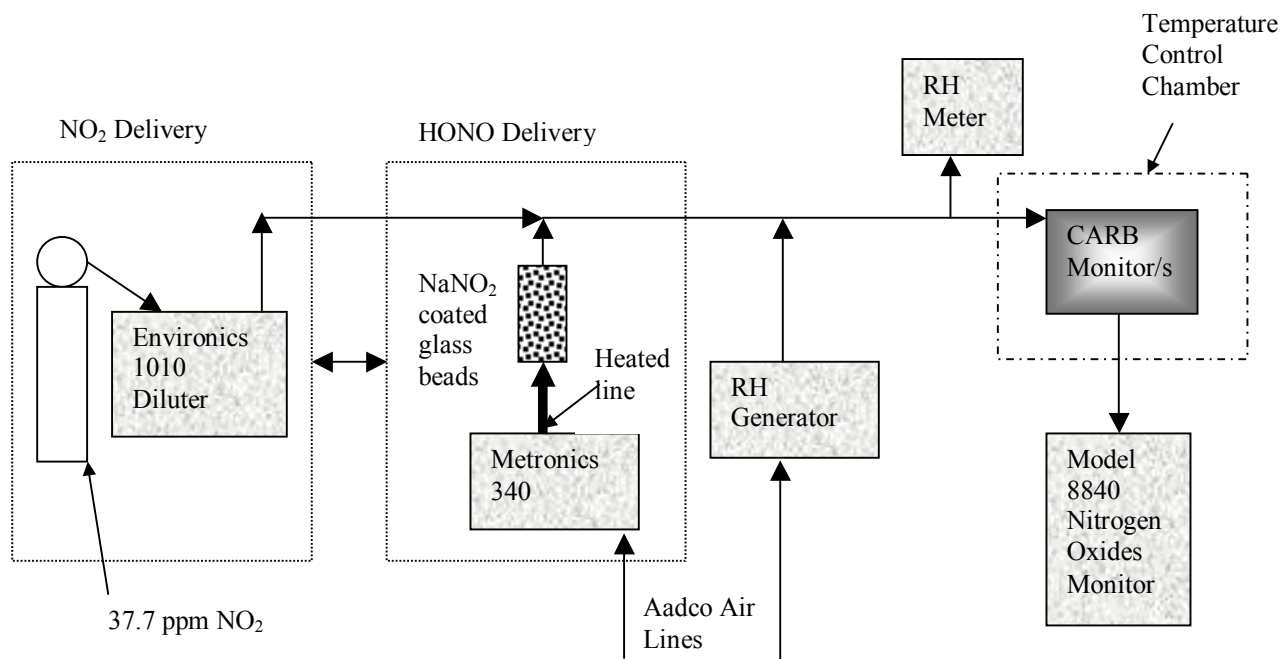 Temperature
Control
Chamber
RH
Meter
NO₂ Delivery
HONO Delivery
CARB
Monitor/s
NaNO₂
coated
glass
beads
Environics
1010
Diluter
Heated
line
RH
Generator
Metronics
340
Model
8840
Nitrogen
Oxides
Monitor
37.7 ppm NO₂
Aadco Air
Lines